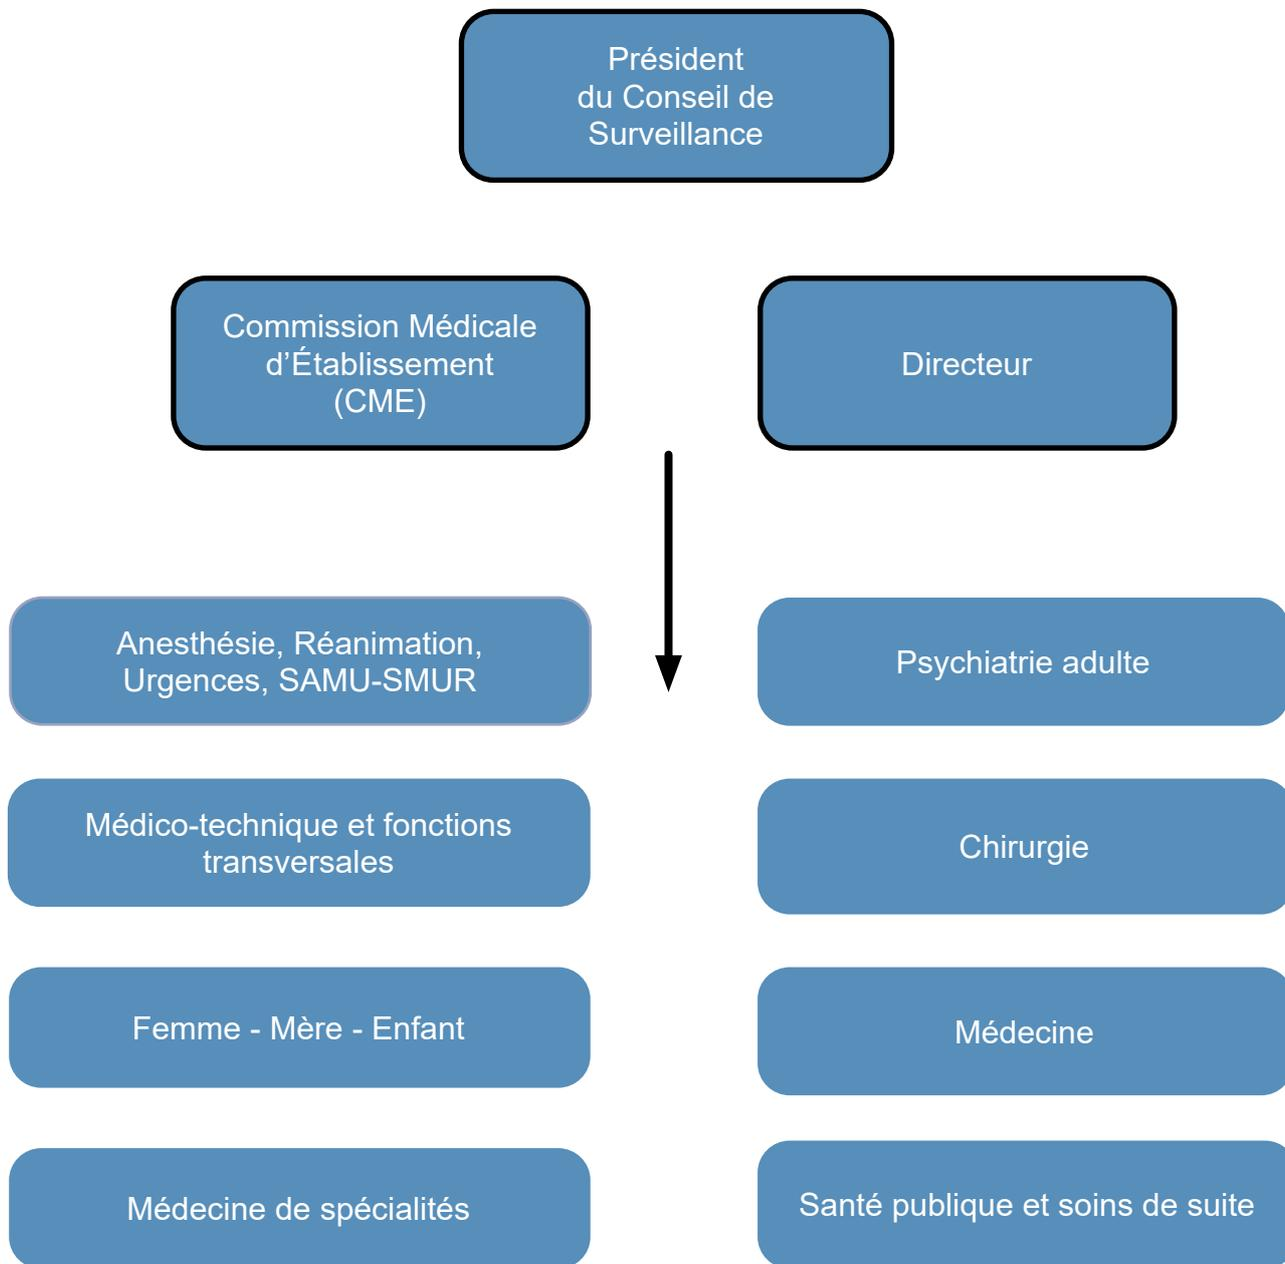 Président
du Conseil de
Surveillance
Commission Médicale
d’Établissement
(CME)
Directeur
Anesthésie, Réanimation,
Urgences, SAMU-SMUR
Psychiatrie adulte
Médico-technique et fonctions
transversales
Chirurgie
Femme - Mère - Enfant
Médecine
Médecine de spécialités
Santé publique et soins de suite